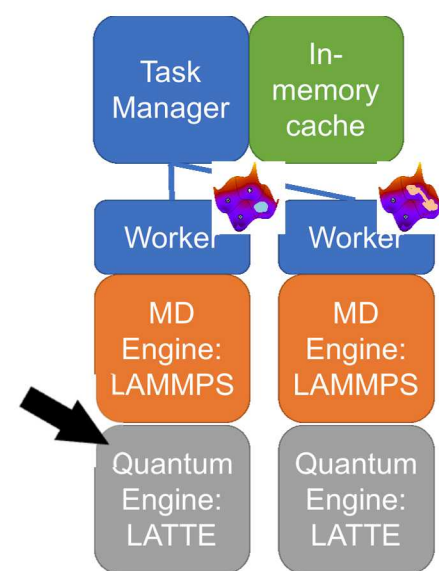 Task
Manager
In-
memory
cache
Worker
Worker
MD
Engine:
LAMMPS
MD
Engine:
LAMMPS
Quantum
Engine:
LATTE
Quantum
Engine:
LATTE